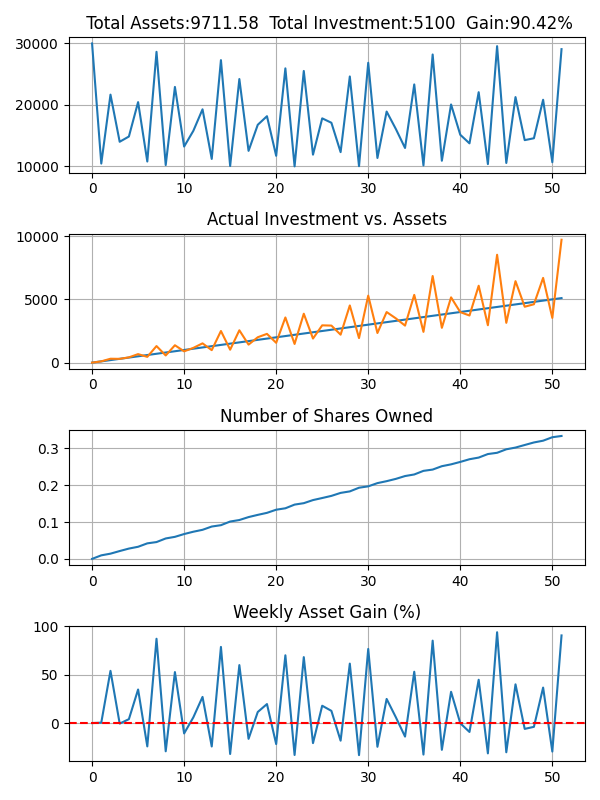 Total Assets:9711.58 Total Investment:5100 Gain:90.42%
30000
20000
10000
0 10 20 30 40 50
Actual Investment vs. Assets
10000
5000
0
0 10 20 30 40 50
Number of Shares Owned
0.3
0.2
0.1
0.0
0 10 20 30 40 50
Weekly Asset Gain (%)
100
50
0
0 10 20 30 40 50